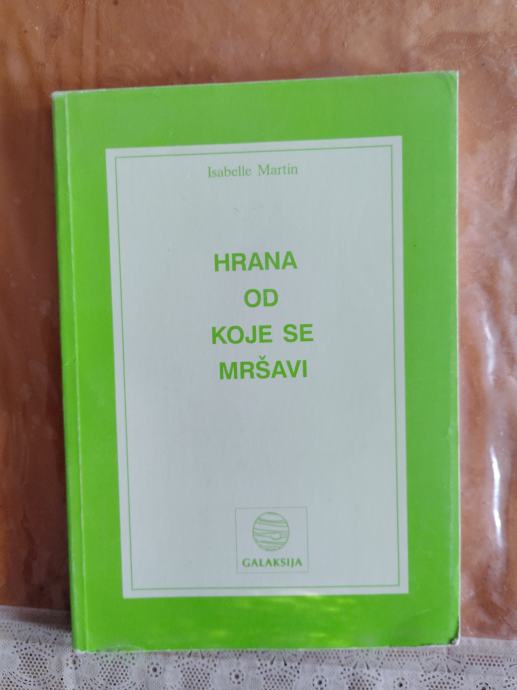 Isabelle Martin
HRANA
OD
KOJE SE
MRŠAVI
GALAKSIJA